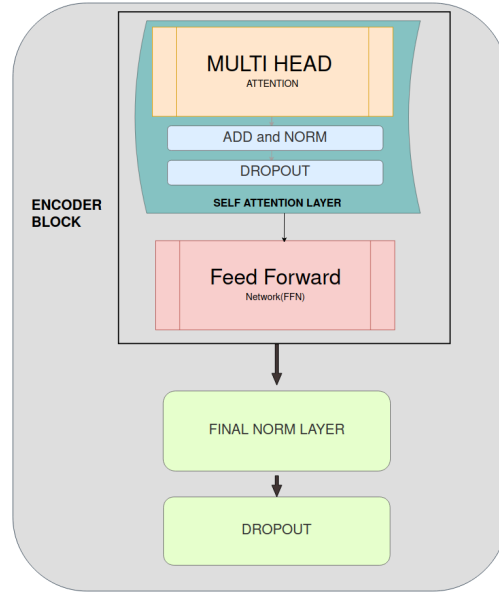 MULTI HEAD
ATTENTION
ADD and NORM
DROPOUT
SELF ATTENTION LAYER
ENCODER
BLOCK
Feed Forward
Network(FFN)
FINAL NORM LAYER
DROPOUT